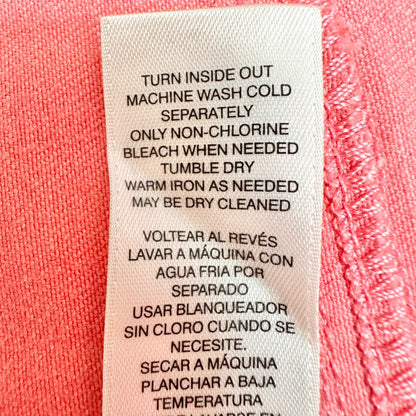 TURN INSIDE OUT
MACHINE WASH COLD
SEPARATELY
ONLY NON-CHLORINE
BLEACH WHEN NEEDED
TUMBLE DRY
WARM IRON AS NEEDED
MAY BE DRY CLEANED
VOLTEAR AL REVÉS
LAVAR A MÁQUINA CON
AGUA FRIA POR
SEPARADO
USAR BLANQUEADOR
SIN CLORO CUANDO SE
NECESITE.
SECAR A MÁQUINA
PLANCHAR A BAJA
TEMPERATURA